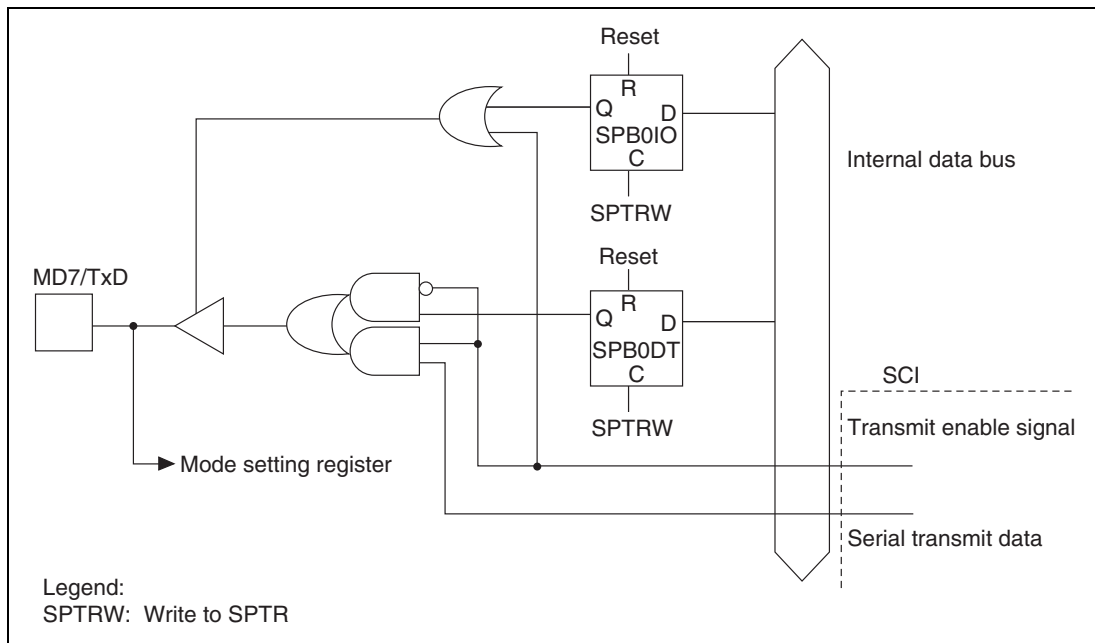 Reset
R
Q
D
SPB0IO
C
Internal data bus
SPTRW
Reset
MD7/TxD
R
Q
D
SPB0DT
C
SCI
SPTRW
Transmit enable signal
Mode setting register
Serial transmit data
Legend:
SPTRW: Write to SPTR